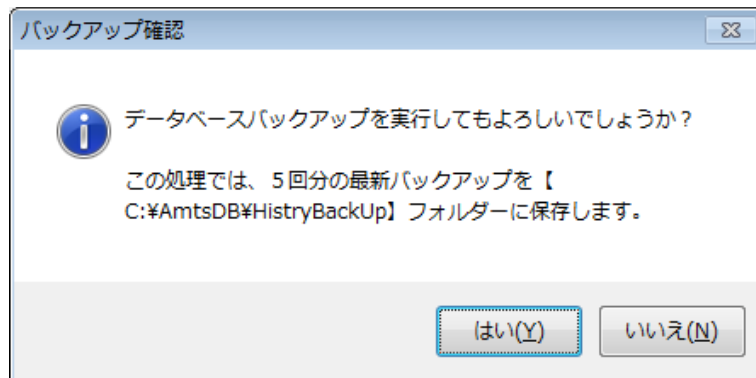 バックアップ確認
データベースバックアップを実行してもよろしいでしょうか？
この処理では、５回分の最新バックアップを【
C:¥AmtsDB¥HistryBackUp】フォルダーに保存します。
はい(Y)
いいえ(N)